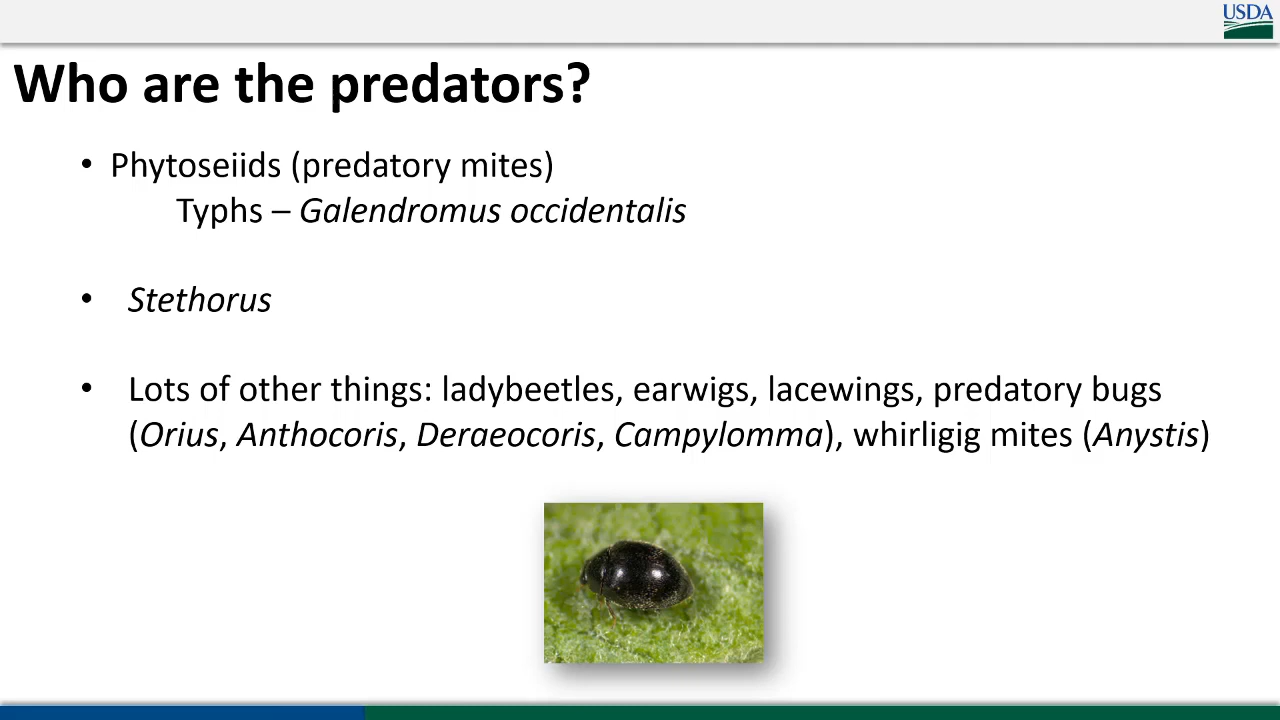 USDA
Who are the predators?
• Phytoseiids (predatory mites)
Typhs – Galendromus occidentalis
• Stethorus
• Lots of other things: ladybeetles, earwigs, lacewings, predatory bugs
(Orius, Anthocoris, Deraeocoris, Campylomma), whirligig mites (Anystis)